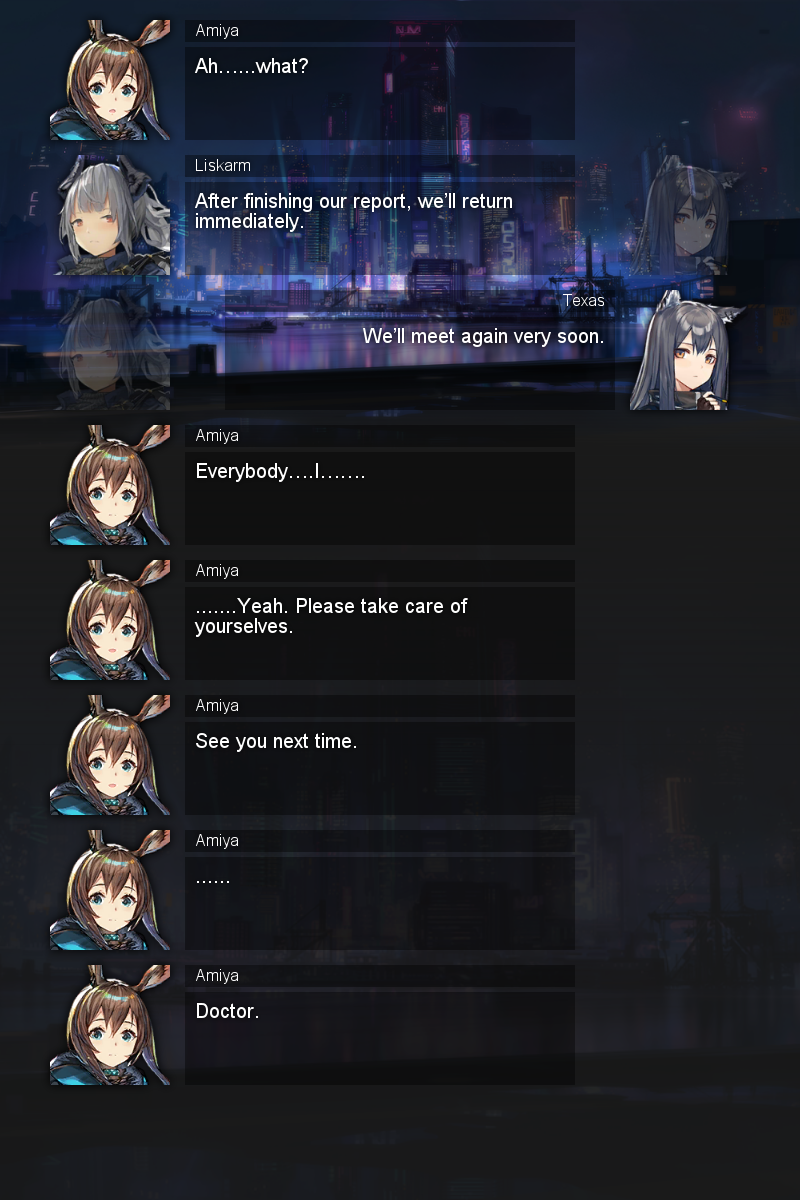 Amiya
Ah……what?
Liskarm
After finishing our report, we’ll return
immediately.
Texas
We’ll meet again very soon.
Amiya
Everybody….I…….
Amiya
…….Yeah. Please take care of
yourselves.
Amiya
See you next time.
Amiya
……
Amiya
Doctor.